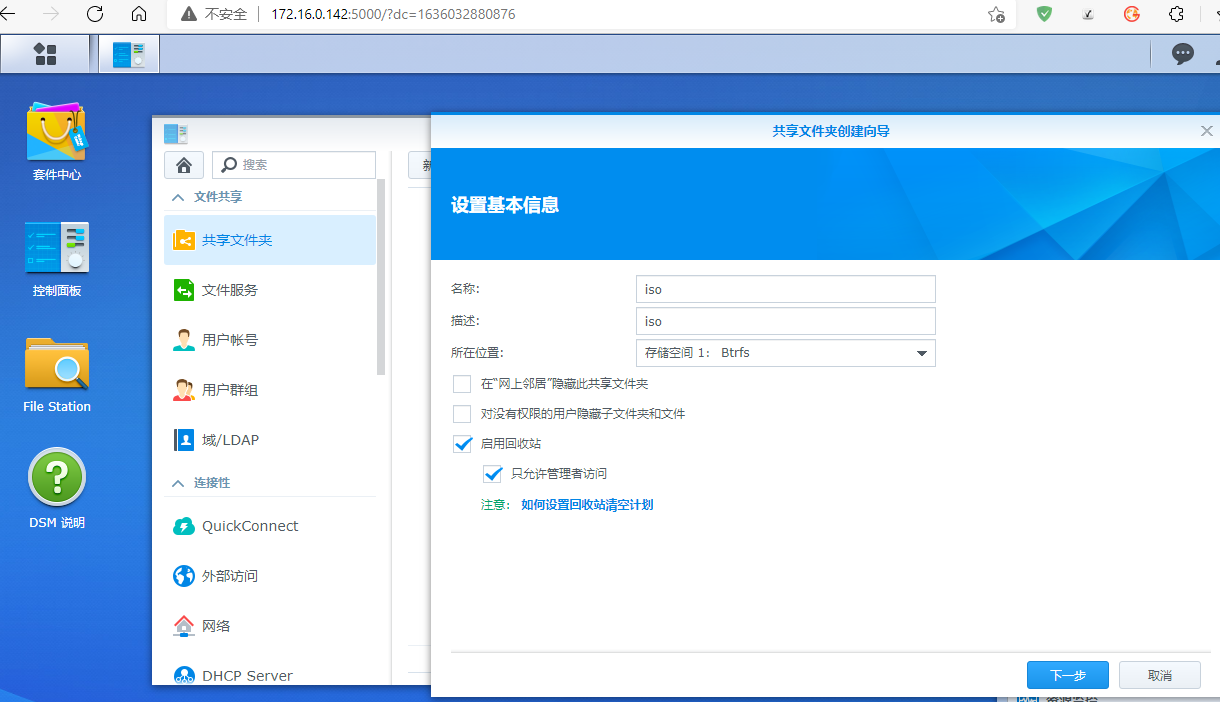 不安全 172.16.0.142:5000/?dc=1636032880876
套件中心
控制面板
File Station
DSM 说明
搜索
文件共享
共享文件夹
文件服务
用户帐号
用户群组
域/LDAP
连接性
QuickConnect
外部访问
网络
DHCP Server
共享文件夹创建向导
设置基本信息
名称: iso
描述: iso
所在位置: 存储空间 1: Btrfs
在“网上邻居”隐藏此共享文件夹
对没有权限的用户隐藏子文件夹和文件
启用回收站
只允许管理者访问
注意: 如何设置回收站清空计划
下一步 取消